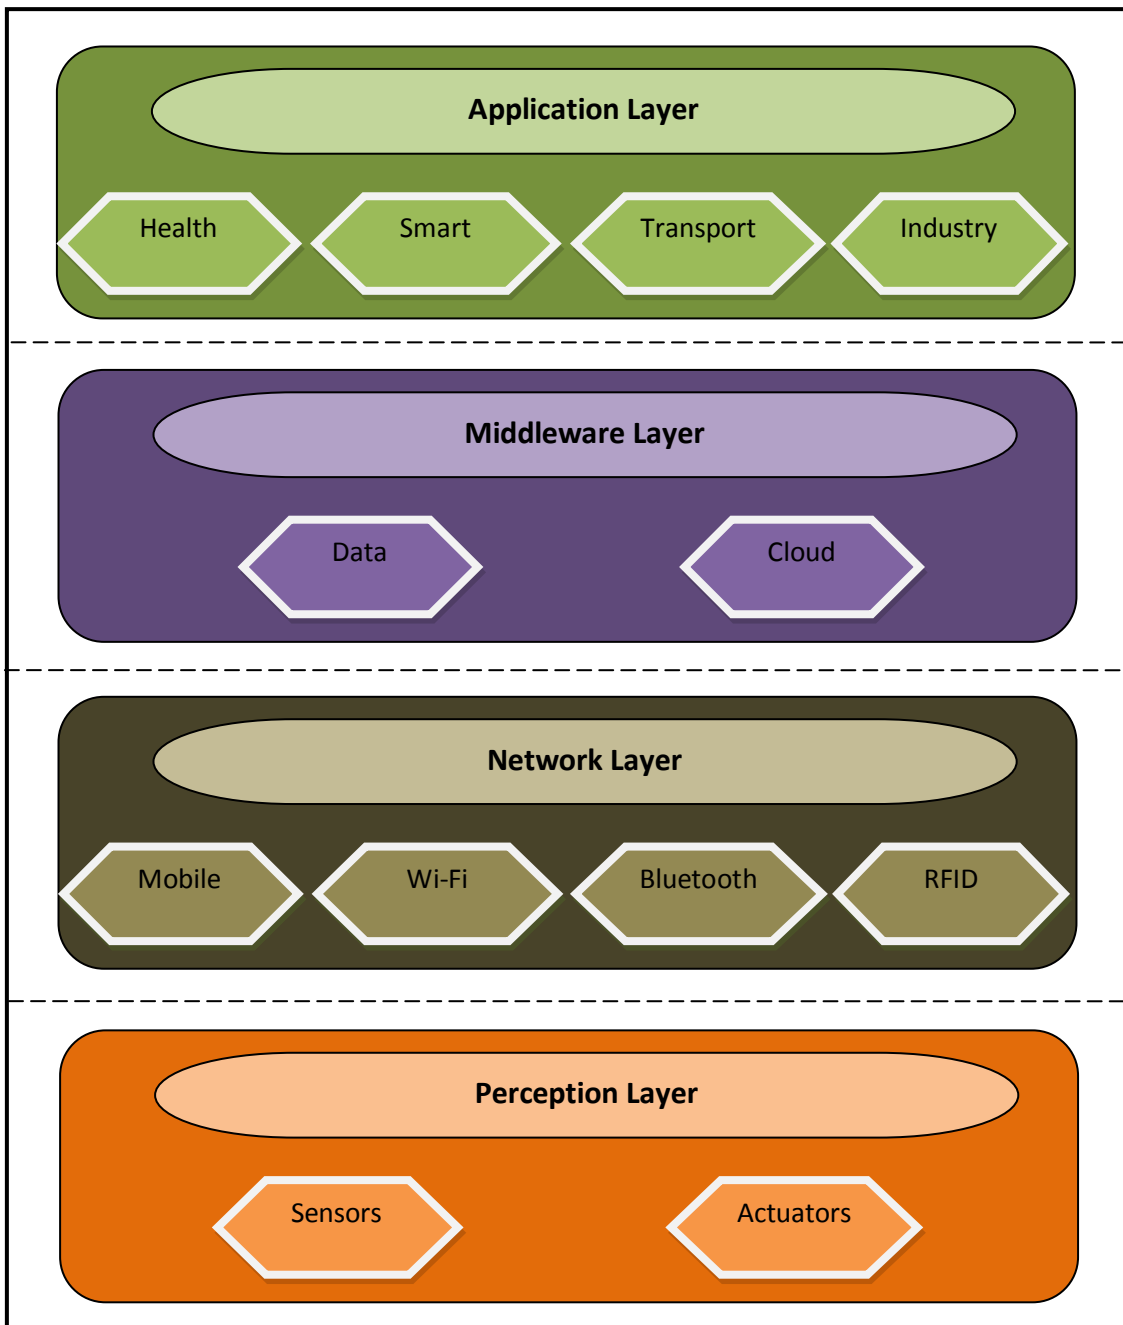 Application Layer
Health
Smart
Transport
Industry
Middleware Layer
Data
Cloud
Network Layer
Mobile
Wi-Fi
Bluetooth
RFID
Perception Layer
Sensors
Actuators